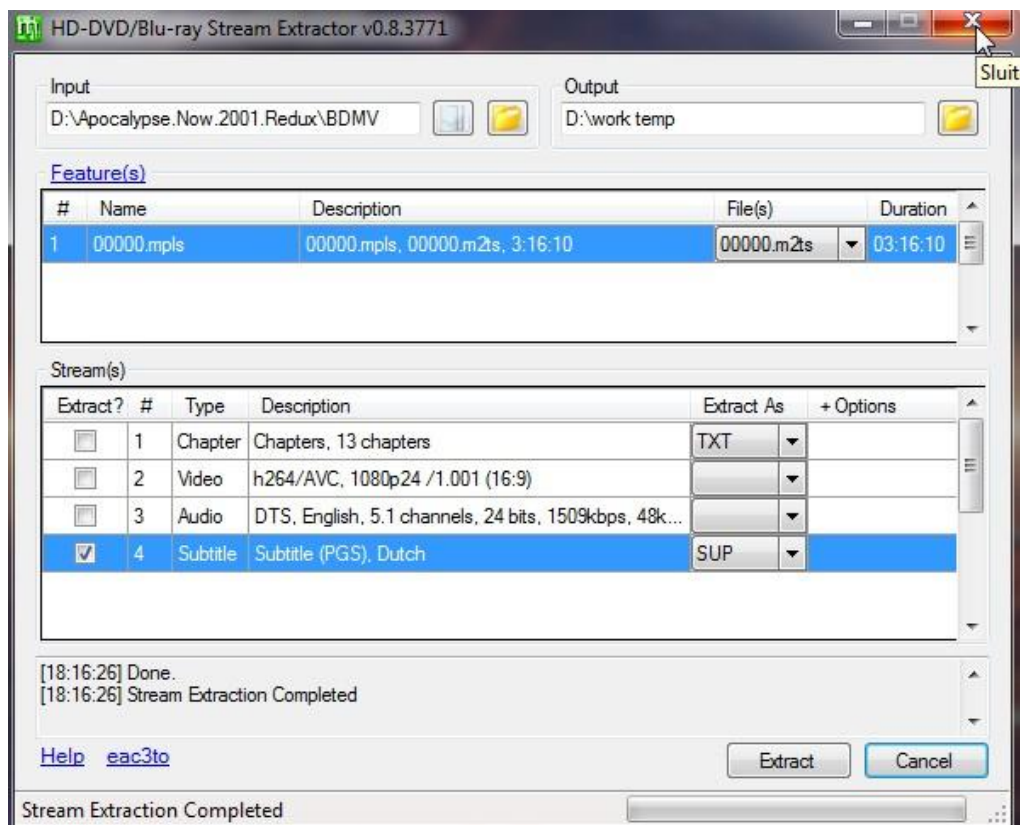 HD-DVD/Blu-ray Stream Extractor v0.8.3771
Sluit
Input
Output
D:\Apocalypse.Now.2001.Redux\BDMV
D:\work temp
Feature(s)
# Name Description File(s) Duration
1 00000.mpls 00000.mpls, 00000.m2ts, 3:16:10 00000.m2ts 03:16:10
Stream(s)
Extract? # Type Description Extract As + Options
1 Chapter Chapters, 13 chapters TXT
2 Video h264/AVC, 1080p24 /1.001 (16:9)
3 Audio DTS, English, 5.1 channels, 24 bits, 1509kbps, 48k...
4 Subtitle Subtitle (PGS), Dutch SUP
[18:16:26] Done.
[18:16:26] Stream Extraction Completed
Help eac3to Extract Cancel
Stream Extraction Completed